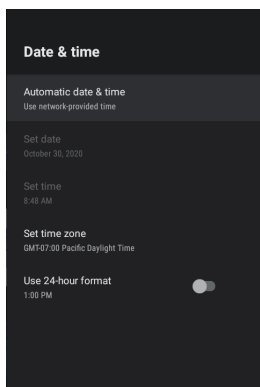 Date & time
Automatic date & time
Use network-provided time
Set date
October 30, 2020
Set time
8:48 AM
Set time zone
GMT-07:00 Pacific Daylight Time
Use 24-hour format
1:00 PM